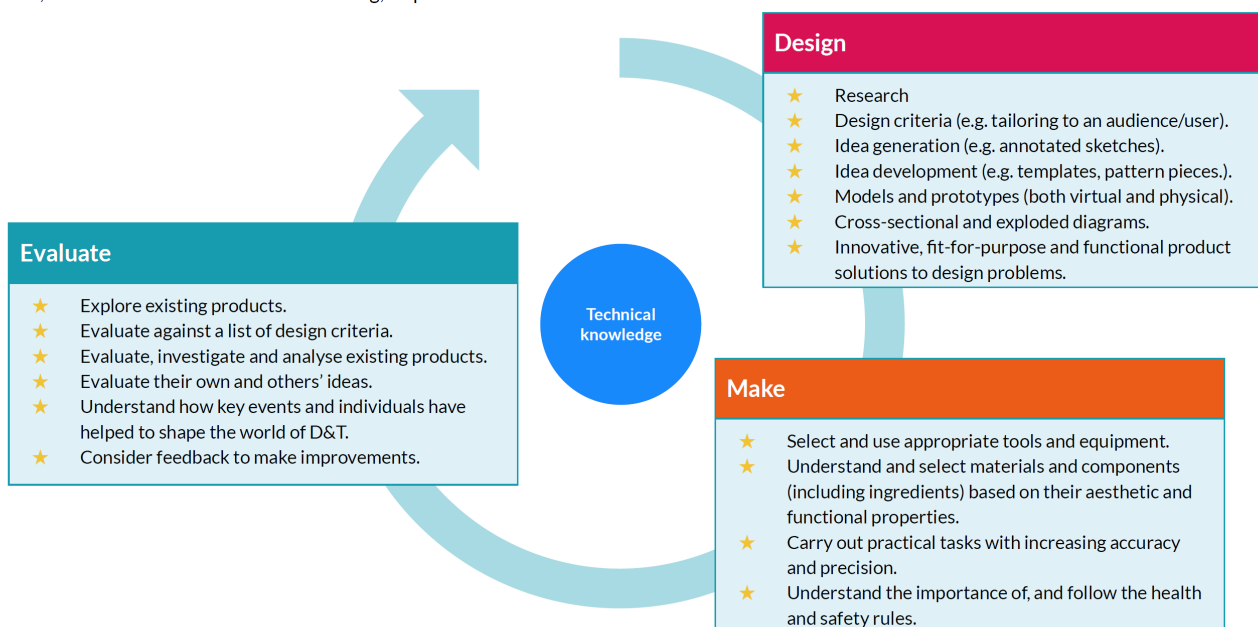 Design
Research
Design criteria (e.g. tailoring to an audience/user).
Idea generation (e.g. annotated sketches).
Idea development (e.g. templates, pattern pieces.).
Models and prototypes (both virtual and physical).
Cross-sectional and exploded diagrams.
Innovative, fit-for-purpose and functional product
solutions to design problems.
Evaluate
Explore existing products.
Evaluate against a list of design criteria.
Evaluate, investigate and analyse existing products.
Evaluate their own and others’ ideas.
Understand how key events and individuals have
helped to shape the world of D&T.
Consider feedback to make improvements.
Technical
knowledge
Make
Select and use appropriate tools and equipment.
Understand and select materials and components
(including ingredients) based on their aesthetic and
functional properties.
Carry out practical tasks with increasing accuracy
and precision.
Understand the importance of, and follow the health
and safety rules.